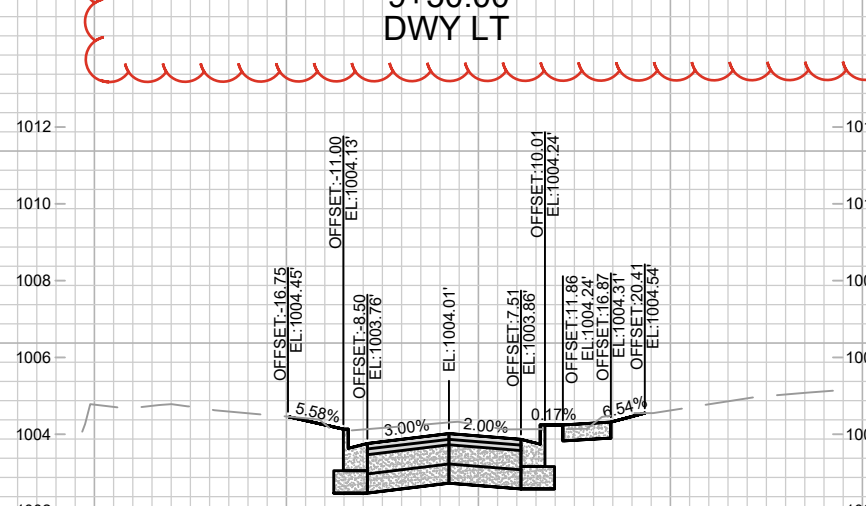 DWY LT
1012
1010
1008
1006
1004
OFFSET:-16.75
EL:1004.45'
OFFSET:-11.00
EL:1004.13'
OFFSET:-8.50
EL:1003.76'
EL:1004.01'
OFFSET:7.51
EL:1003.86'
OFFSET:10.01
EL:1004.24'
OFFSET:11.86
EL:1004.24'
OFFSET:16.87
EL:1004.31'
OFFSET:20.41
EL:1004.54'
5.58%
3.00%
2.00%
0.17%
6.54%